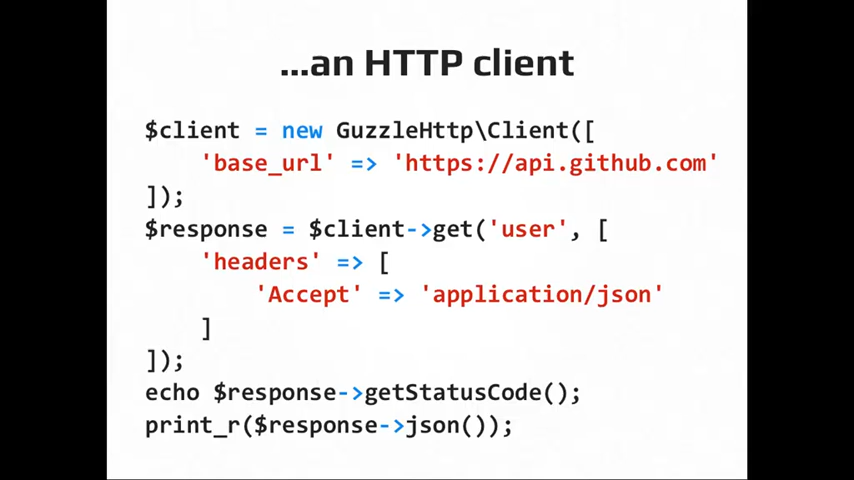 ...an HTTP client
$client = new GuzzleHttp\Client([
    'base_url' => 'https://api.github.com'
]);
$response = $client->get('user', [
    'headers' => [
        'Accept' => 'application/json'
    ]
]);
echo $response->getStatusCode();
print_r($response->json());